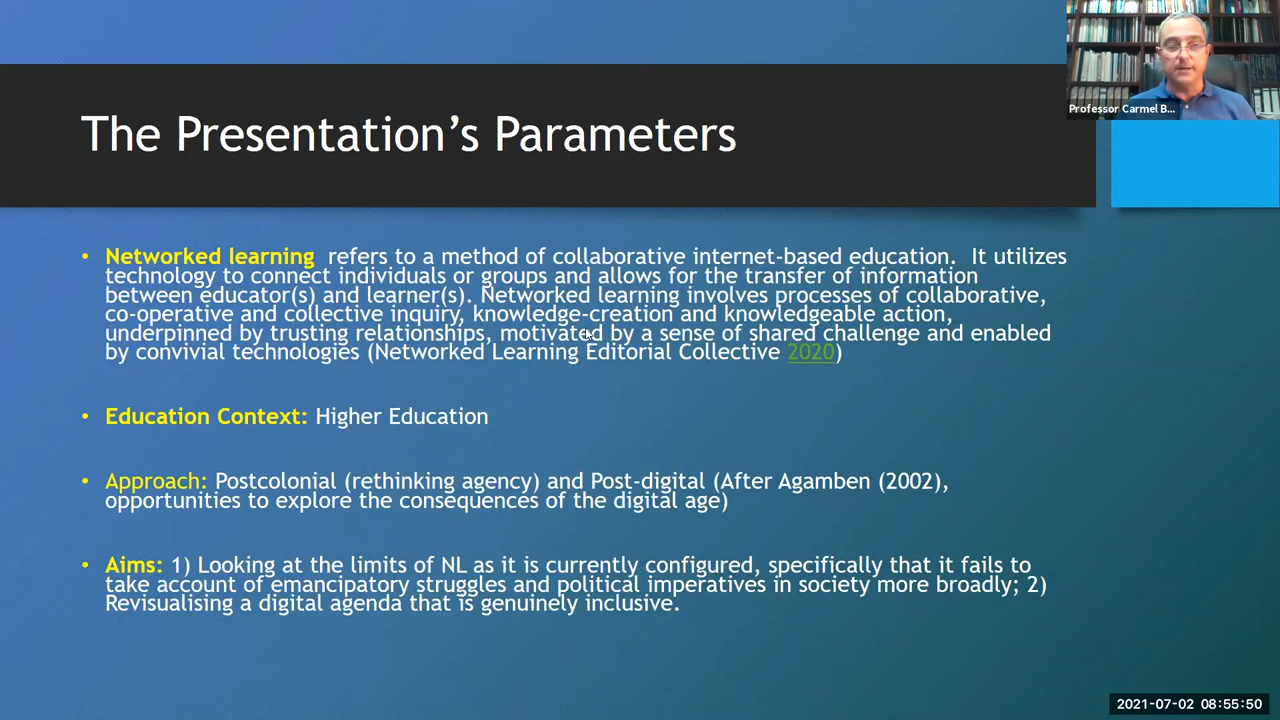 The Presentation’s Parameters
Professor Carmel B...
• Networked learning refers to a method of collaborative internet-based education. It utilizes
technology to connect individuals or groups and allows for the transfer of information
between educator(s) and learner(s). Networked learning involves processes of collaborative,
co-operative and collective inquiry, knowledge-creation and knowledgeable action,
underpinned by trusting relationships, motivated by a sense of shared challenge and enabled
by convivial technologies (Networked Learning Editorial Collective 2020)
• Education Context: Higher Education
• Approach: Postcolonial (rethinking agency) and Post-digital (After Agamben (2002),
opportunities to explore the consequences of the digital age)
• Aims: 1) Looking at the limits of NL as it is currently configured, specifically that it fails to
take account of emancipatory struggles and political imperatives in society more broadly; 2)
Revisualising a digital agenda that is genuinely inclusive.
2021-07-02 08:55:50